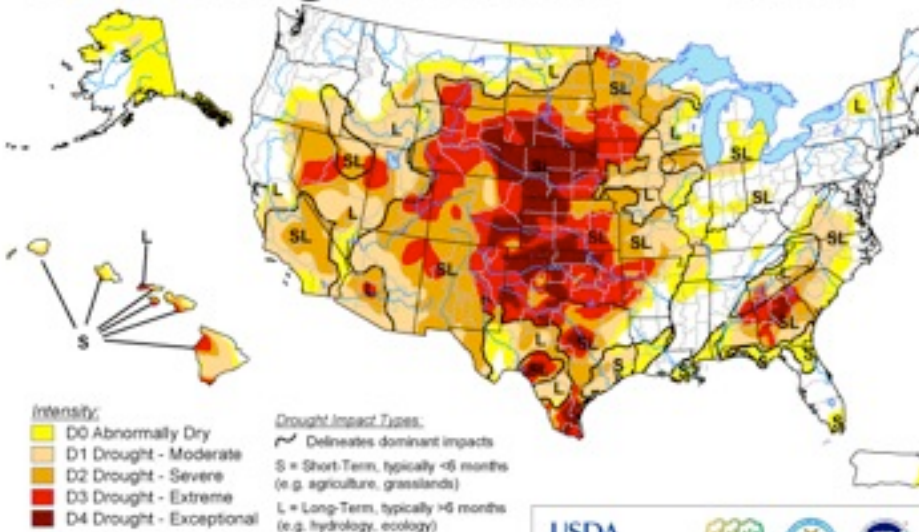 S
L
S
L
SL
L
SL
L
SL
L
SL
L
SL
L
L
SL
SL
SL
SL
L
SL
SL
L
SL
S
S
L
SL
S
S
S
S
Intensity:
D0 Abnormally Dry
D1 Drought - Moderate
D2 Drought - Severe
D3 Drought - Extreme
D4 Drought - Exceptional
Drought Impact Types:
Delineates dominant impacts
S = Short-Term, typically <6 months
(e.g. agriculture, grasslands)
L = Long-Term, typically >6 months
(e.g. hydrology, ecology)
USDA